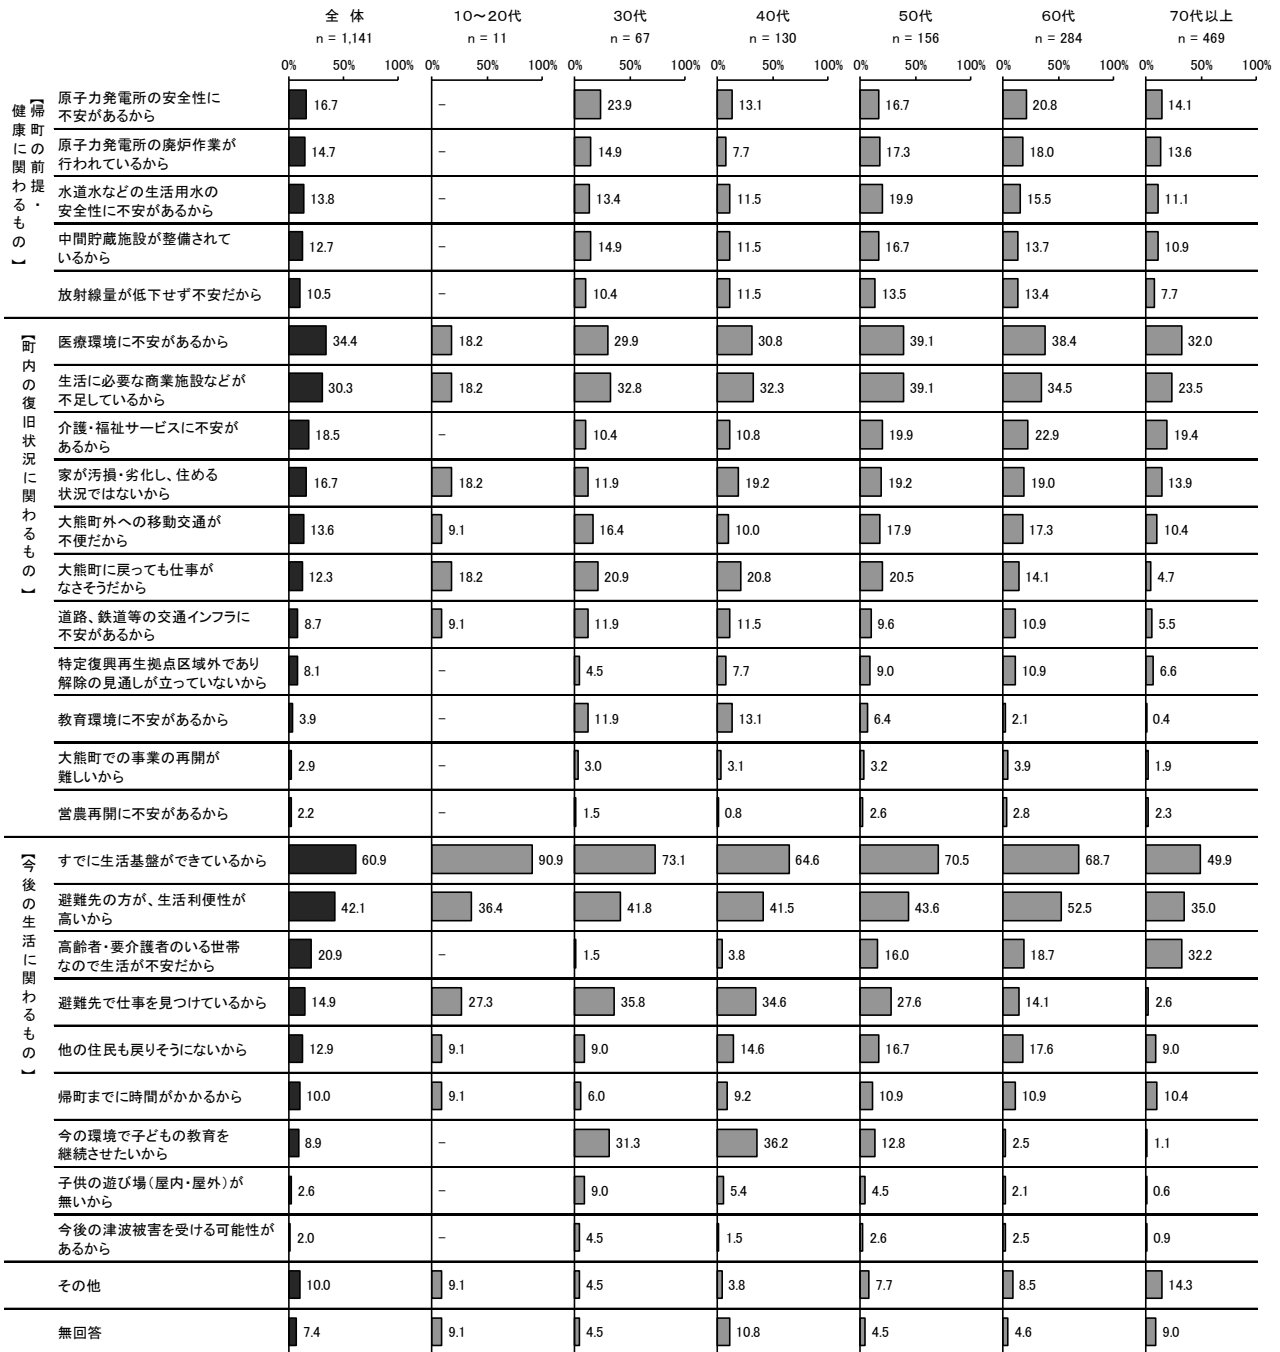 全 体 10～20代 30代 40代 50代 60代 70代以上
n = 1,141 n = 11 n = 67 n = 130 n = 156 n = 284 n = 469
0% 50% 100% 0% 50% 100% 0% 50% 100% 0% 50% 100% 0% 50% 100% 0% 50% 100% 0% 50% 100%
【帰町の前提・
健康に関わるもの】
原子力発電所の安全性に
不安があるから
16.7 － 23.9 13.1 16.7 20.8 14.1
原子力発電所の廃炉作業が
行われているから
14.7 － 14.9 7.7 17.3 18.0 13.6
水道水などの生活用水の
安全性に不安があるから
13.8 － 13.4 11.5 19.9 15.5 11.1
中間貯蔵施設が整備されて
いるから
12.7 － 14.9 11.5 16.7 13.7 10.9
放射線量が低下せず不安だから
10.5 － 10.4 11.5 13.5 13.4 7.7
【町内の復旧状況に関わるもの】
医療環境に不安があるから
34.4 18.2 29.9 30.8 39.1 38.4 32.0
生活に必要な商業施設などが
不足しているから
30.3 18.2 32.8 32.3 39.1 34.5 23.5
介護・福祉サービスに不安が
あるから
18.5 － 10.4 10.8 19.9 22.9 19.4
家が汚損・劣化し、住める
状況ではないから
16.7 18.2 11.9 19.2 19.2 19.0 13.9
大熊町外への移動交通が
不便だから
13.6 9.1 16.4 10.0 17.9 17.3 10.4
大熊町に戻っても仕事が
なさそうだから
12.3 18.2 20.9 20.8 20.5 14.1 4.7
道路、鉄道等の交通インフラに
不安があるから
8.7 9.1 11.9 11.5 9.6 10.9 5.5
特定復興再生拠点区域外であり
解除の見通しが立っていないから
8.1 － 4.5 7.7 9.0 10.9 6.6
教育環境に不安があるから
3.9 － 11.9 13.1 6.4 2.1 0.4
大熊町での事業の再開が
難しいから
2.9 － 3.0 3.1 3.2 3.9 1.9
営農再開に不安があるから
2.2 － 1.5 0.8 2.6 2.8 2.3
【今後の生活に関わるもの】
すでに生活基盤ができているから
60.9 90.9 73.1 64.6 70.5 68.7 49.9
避難先の方が、生活利便性が
高いから
42.1 36.4 41.8 41.5 43.6 52.5 35.0
高齢者・要介護者のいる世帯
なので生活が不安だから
20.9 － 1.5 3.8 16.0 18.7 32.2
避難先で仕事を見つけているから
14.9 27.3 35.8 34.6 27.6 14.1 2.6
他の住民も戻りそうにないから
12.9 9.1 9.0 14.6 16.7 17.6 9.0
帰町までに時間がかかるから
10.0 9.1 6.0 9.2 10.9 10.9 10.4
今の環境で子どもの教育を
継続させたいから
8.9 － 31.3 36.2 12.8 2.5 1.1
子供の遊び場（屋内・屋外）が
無いから
2.6 － 9.0 5.4 4.5 2.1 0.6
今後の津波被害を受ける可能性が
あるから
2.0 － 4.5 1.5 2.6 2.5 0.9
その他
10.0 9.1 4.5 3.8 7.7 8.5 14.3
無回答
7.4 9.1 4.5 10.8 4.5 4.6 9.0